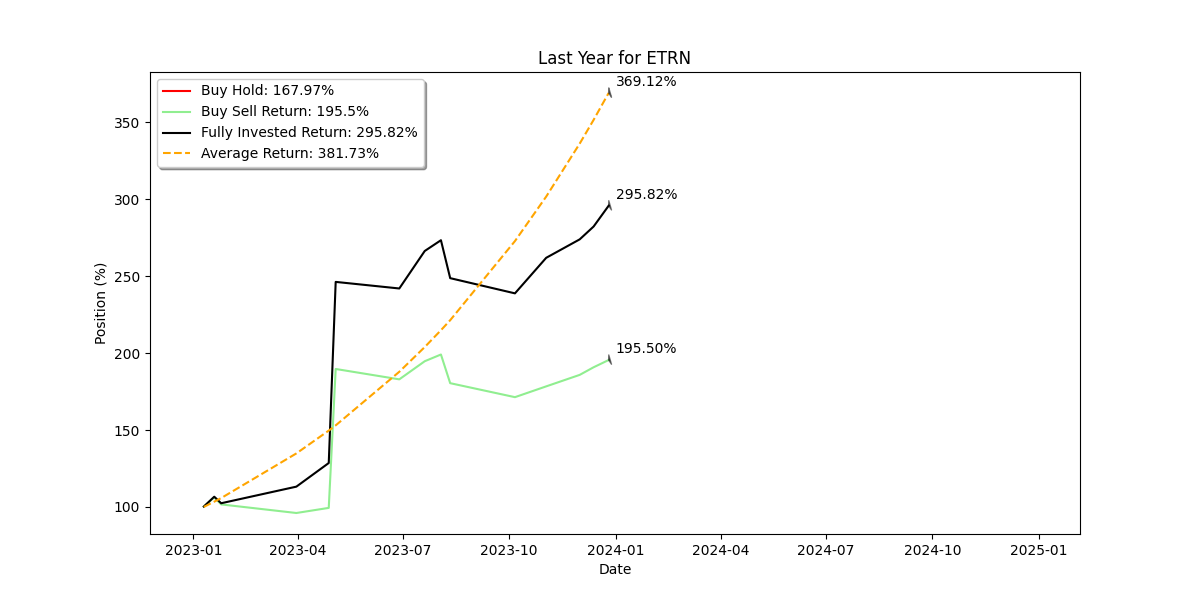 Last Year for ETRN
Buy Hold: 167.97%
Buy Sell Return: 195.5%
Fully Invested Return: 295.82%
Average Return: 381.73%
369.12%
295.82%
195.50%
Position (%)
350
300
250
200
150
100
2023-01 2023-04 2023-07 2023-10 2024-01 2024-04 2024-07 2024-10 2025-01
Date